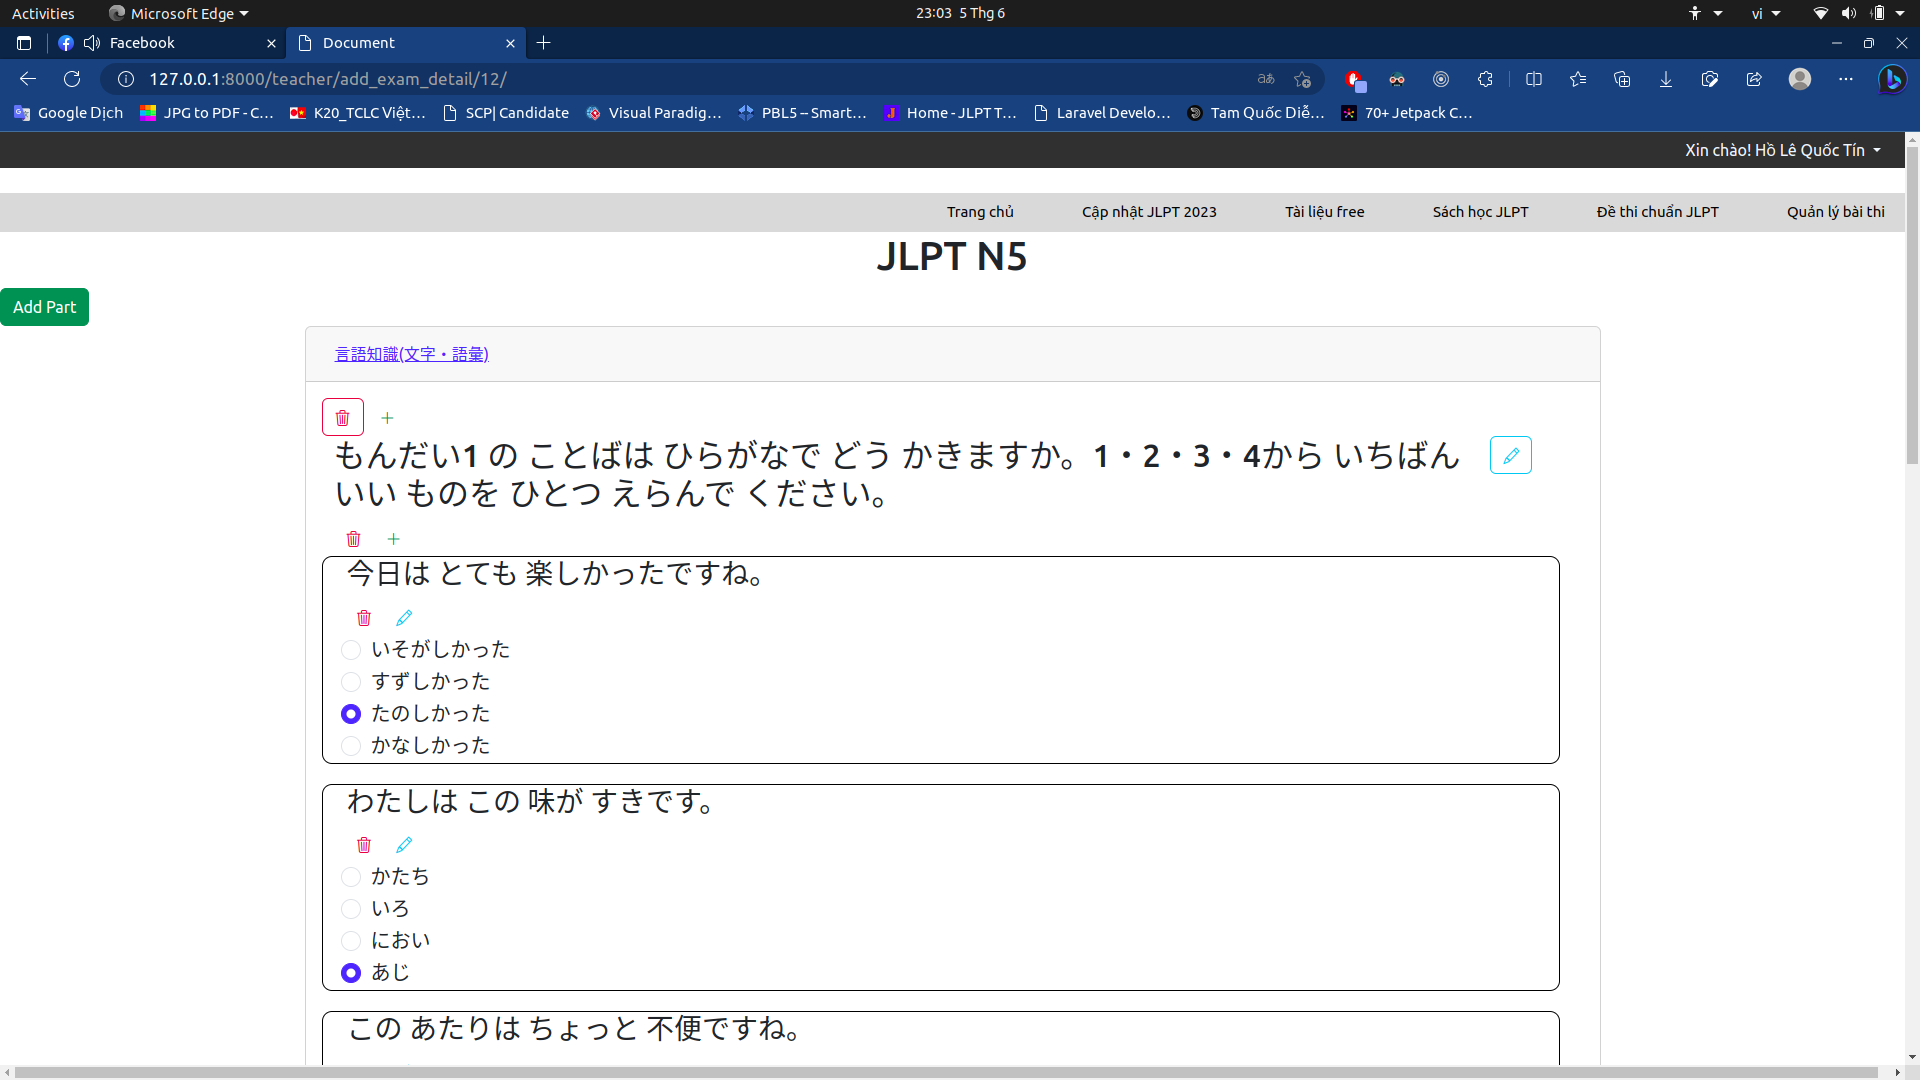 Activities
Microsoft Edge
23:03 5 Thg 6
vi
Facebook
Document
127.0.0.1:8000/teacher/add_exam_detail/12/
Google Dịch
JPG to PDF - C...
K20_TCLC Việt...
SCP| Candidate
Visual Paradig...
PBL5 – Smart...
Home - JLPT T...
Laravel Develo...
Tam Quốc Diễ...
70+ Jetpack C...
Xin chào! Hồ Lê Quốc Tín
Trang chủ
Cập nhật JLPT 2023
Tài liệu free
Sách học JLPT
Đề thi chuẩn JLPT
Quản lý bài thi
JLPT N5
Add Part
言語知識(文字・語彙)
もんだい1 の ことばは ひらがなで どう かきますか。1・2・3・4から いちばん
いい ものを ひとつ えらんで ください。
今日は とても 楽しかったですね。
いそがしかった
すずしかった
たのしかった
かなしかった
わたしは この 味が すきです。
かたち
いろ
におい
あじ
この あたりは ちょっと 不便ですね。